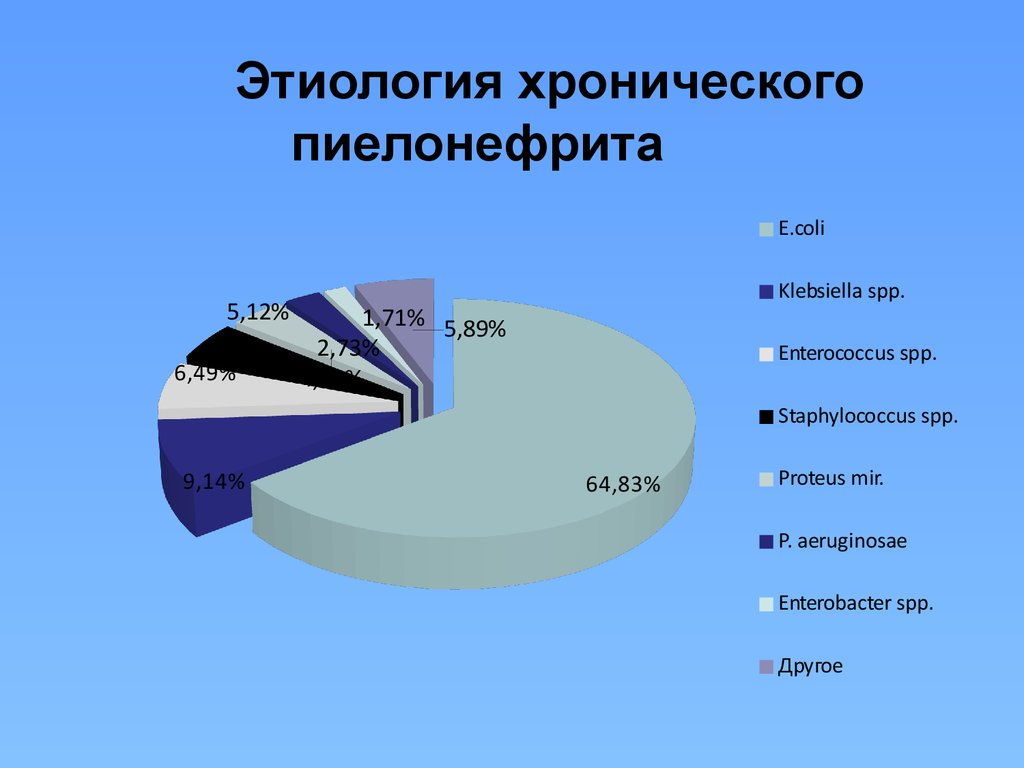 Этиология хронического
пиелонефрита
E.coli
Klebsiella spp.
Enterococcus spp.
Staphylococcus spp.
Proteus mir.
P. aeruginosae
Enterobacter spp.
Другое
5,12%
1,71%
5,89%
2,73%
6,49%
9,14%
64,83%